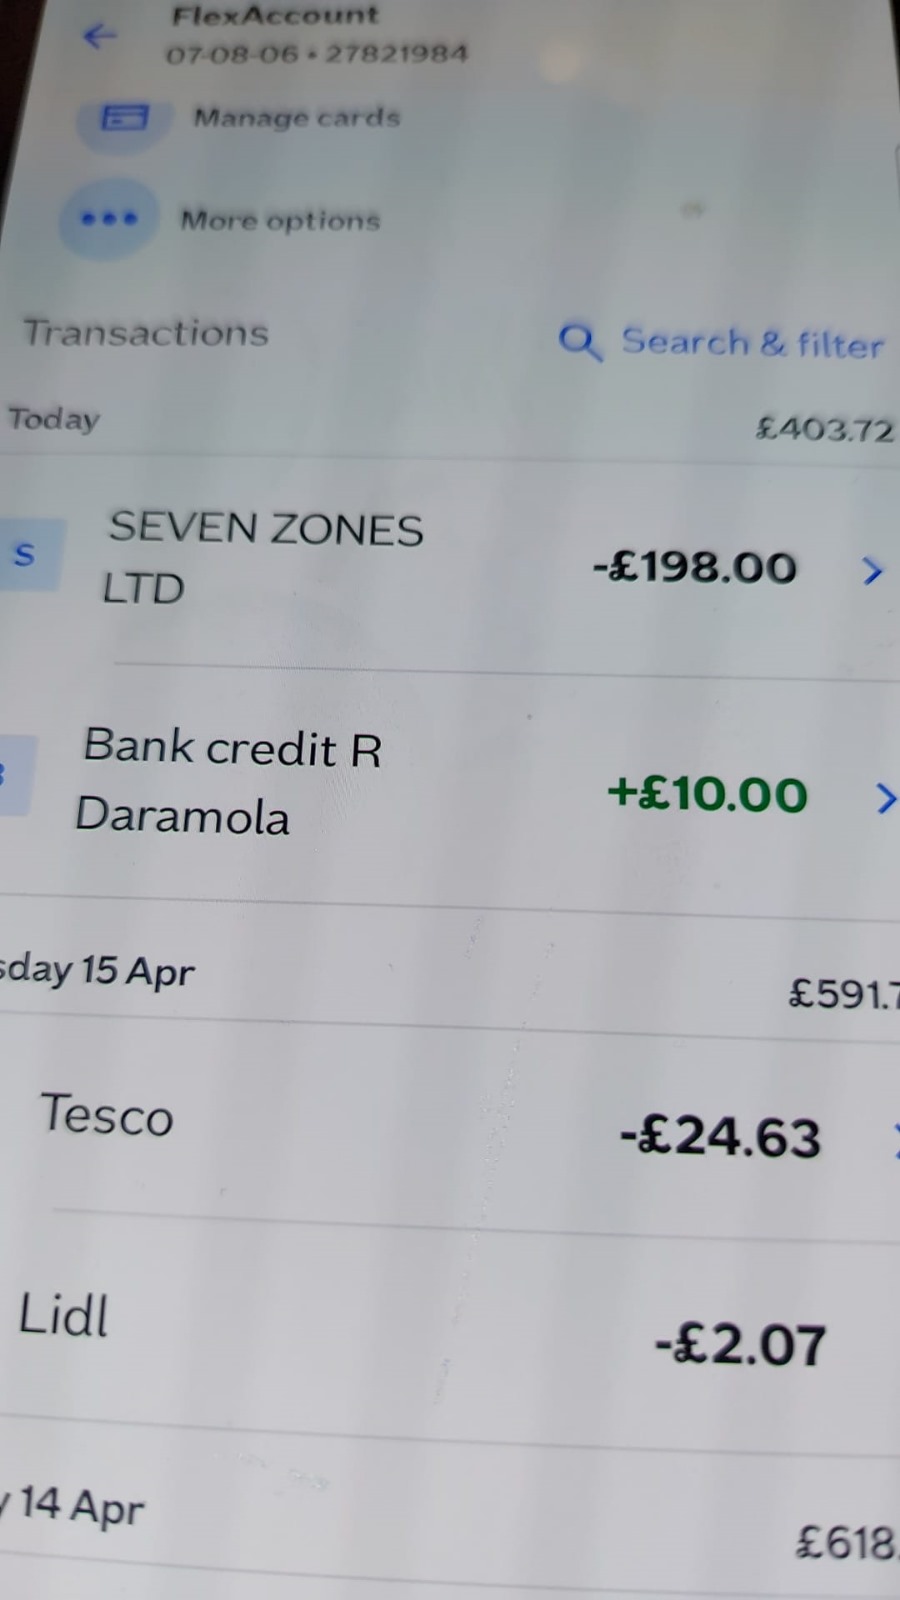 FlexAccount
07-08-06 • 27821984
Manage cards
More options
Transactions
Search & filter
Today
£403.72
S
SEVEN ZONES
LTD
-£198.00
Bank credit R
Daramola
+£10.00
15 Apr
Tesco
-£24.63
Lidl
-£2.07
14 Apr